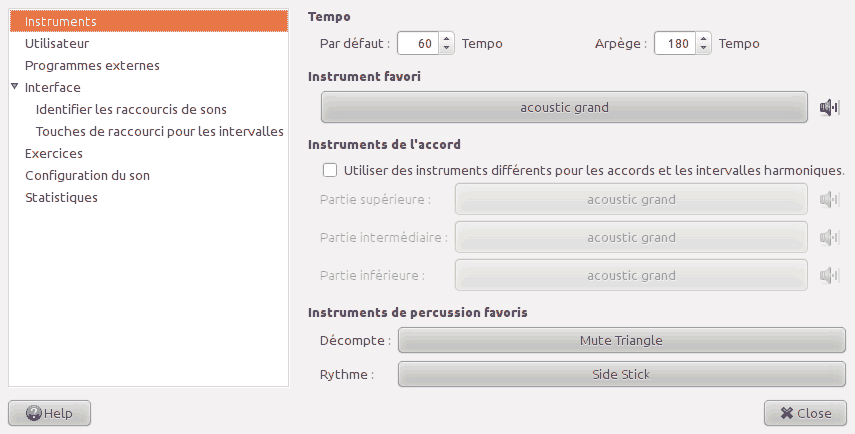 Instruments
Utilisateur
Programmes externes
Interface
Identifier les raccourcis de sons
Touches de raccourci pour les intervalles
Exercices
Configuration du son
Statistiques
Tempo
Par défaut : 60 Tempo Arpège : 180 Tempo
Instrument favori
acoustic grand
Instruments de l'accord
Utiliser des instruments différents pour les accords et les intervalles harmoniques.
Partie supérieure : acoustic grand
Partie intermédiaire : acoustic grand
Partie inférieure : acoustic grand
Instruments de percussion favoris
Décompte : Mute Triangle
Rythme : Side Stick
Help Close